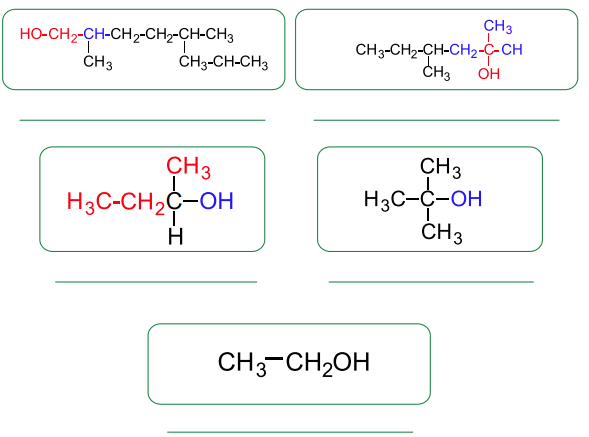 HO-CH₂-CH-CH₂-CH₂-CH-CH₃
CH₃ CH₃-CH-CH₃
CH₃
CH₃-CH₂-CH-CH₂-C-CH
CH₃ OH
CH₃
H₃C-CH₂C-OH
H
CH₃
H₃C-C-OH
CH₃
CH₃-CH₂OH